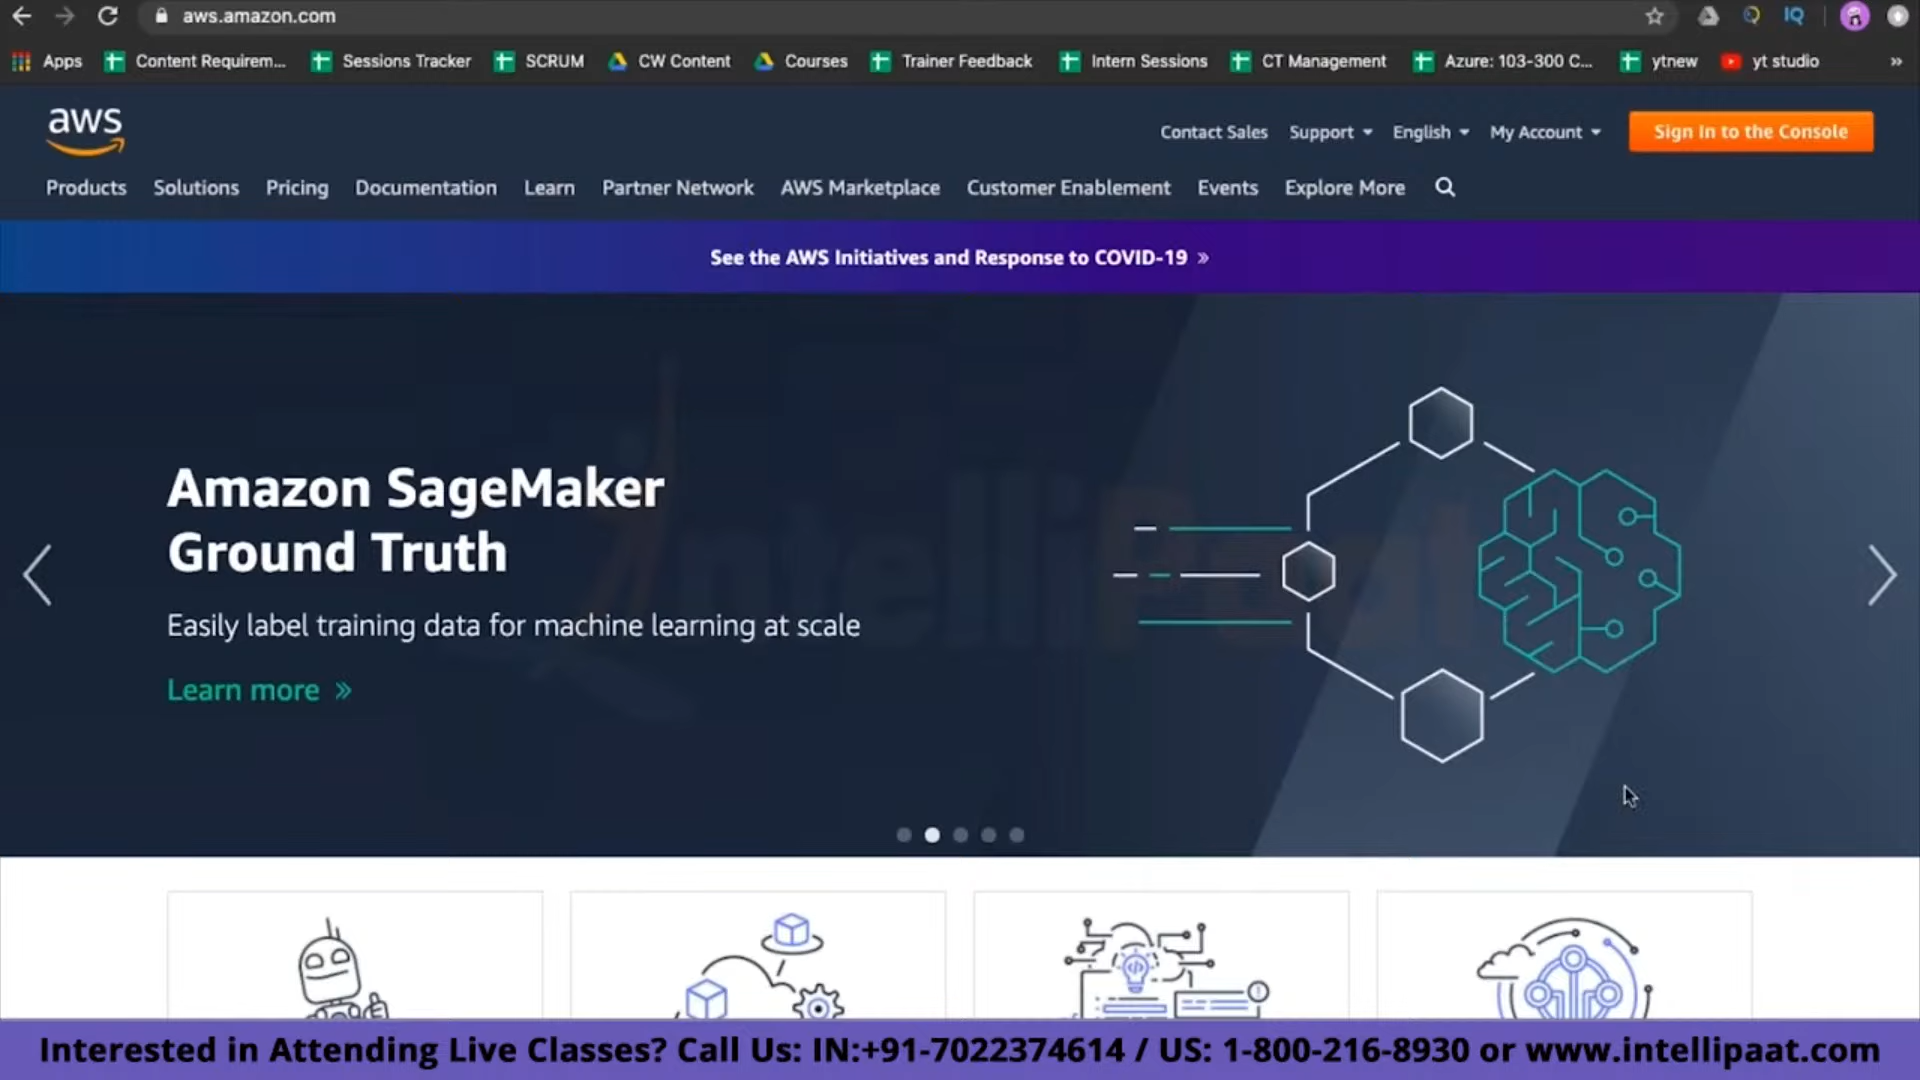 aws.amazon.com
Apps
Content Requirem...
Sessions Tracker
SCRUM
CW Content
Courses
Trainer Feedback
Intern Sessions
CT Management
Azure: 103-300 C...
ytnew
yt studio
»
aws
Contact Sales
Support
English
My Account
Sign In to the Console
Products
Solutions
Pricing
Documentation
Learn
Partner Network
AWS Marketplace
Customer Enablement
Events
Explore More
See the AWS Initiatives and Response to COVID-19 »
Amazon SageMaker
Ground Truth
Easily label training data for machine learning at scale
Learn more »
IntelliPaat
Interested in Attending Live Classes? Call Us: IN:+91-7022374614 / US: 1-800-216-8930 or www.intellipaat.com